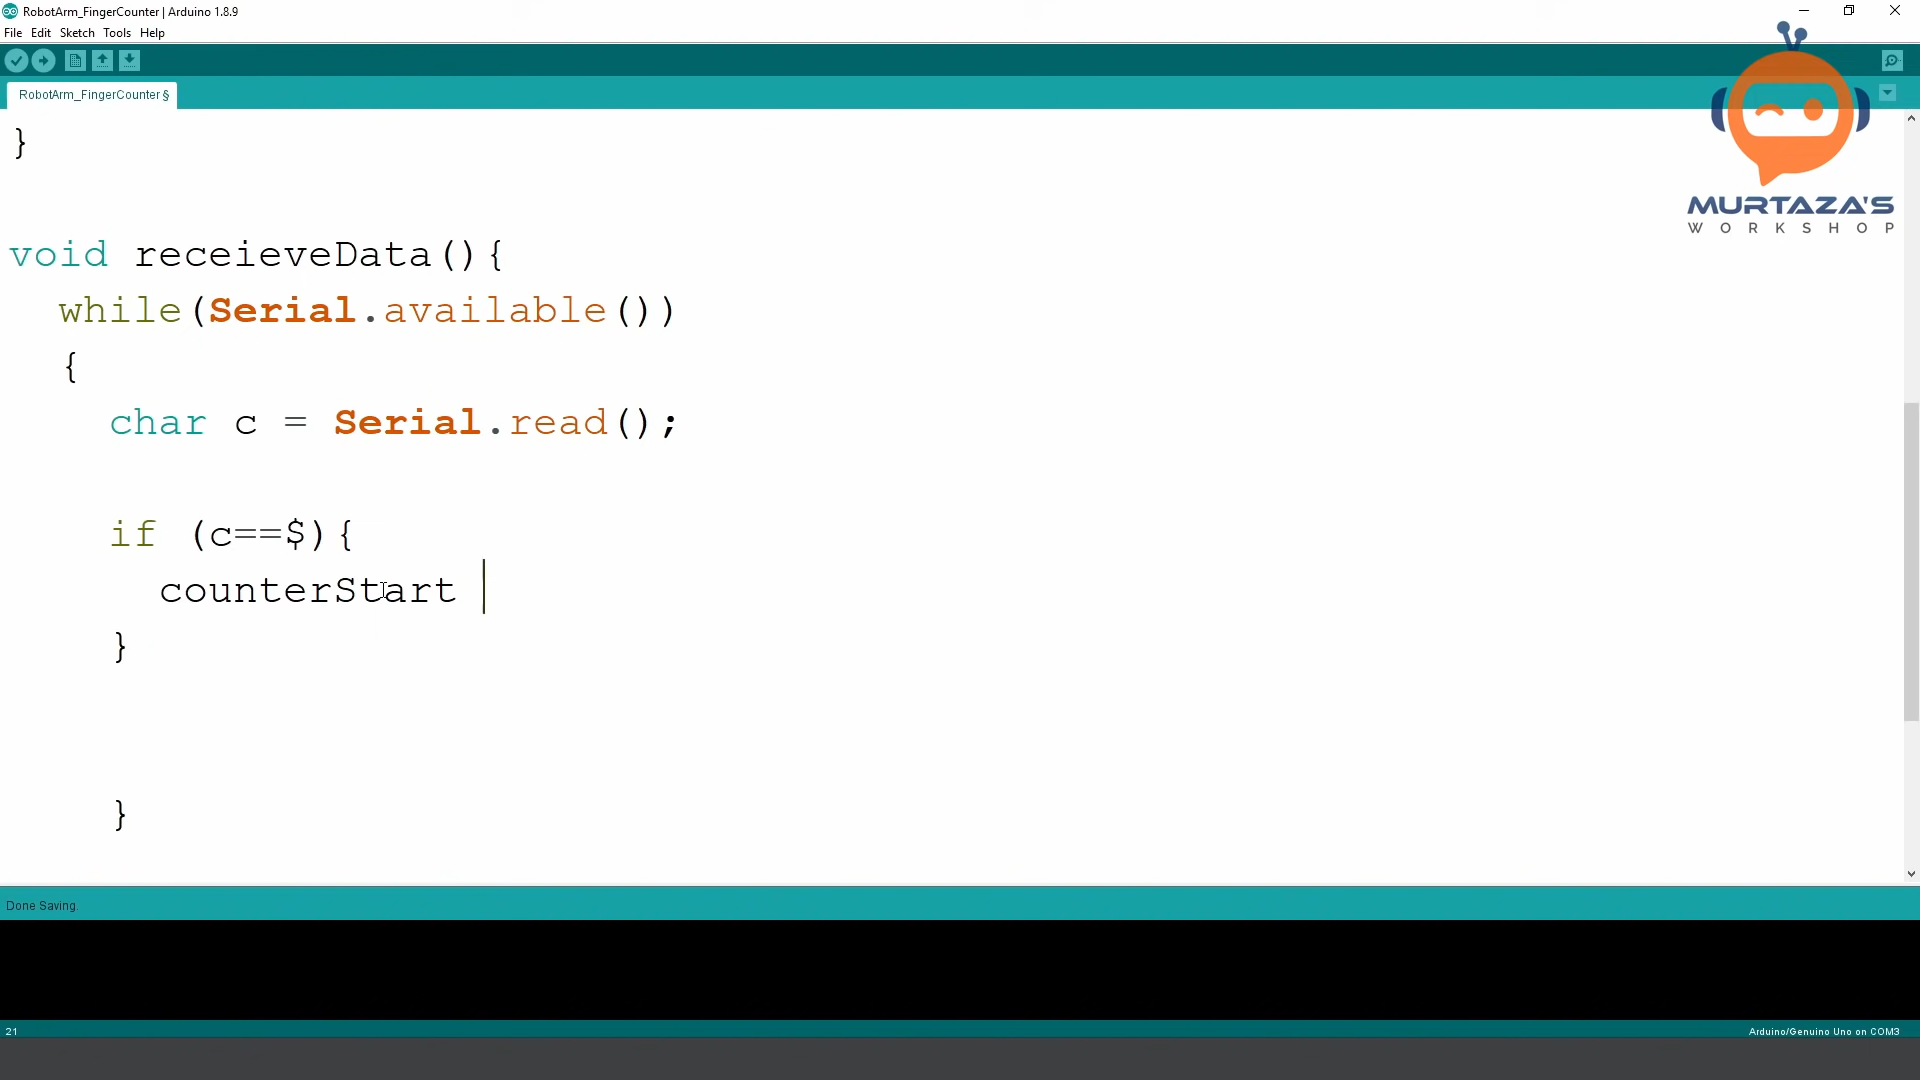 RobotArm_FingerCounter | Arduino 1.8.9
File Edit Sketch Tools Help
RobotArm_FingerCounter §
MURTAZA'S
WORKSHOP
}
void receieveData(){
while(Serial.available())
{
char c = Serial.read();
if (c==$){
counterStart
}
}
Done Saving.
21
Arduino/Genuino Uno on COM3